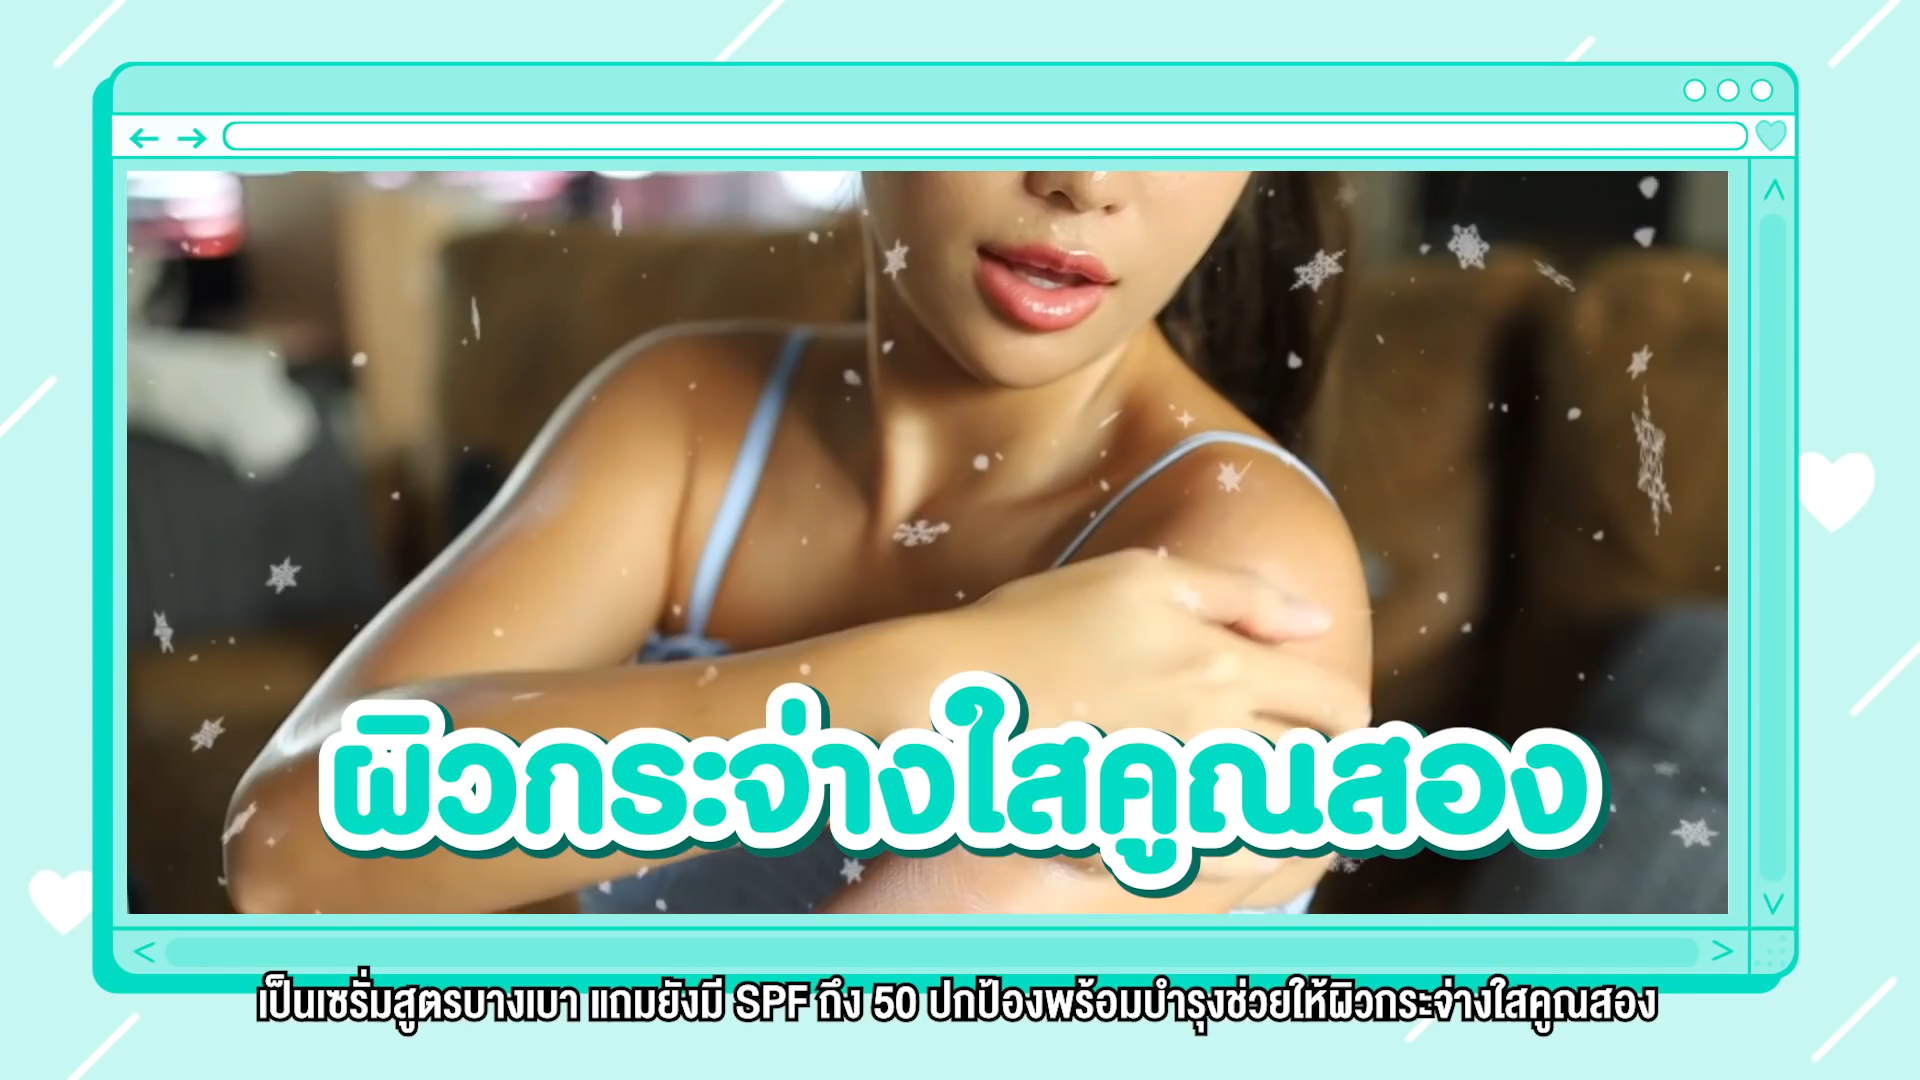 ผิวกระจ่างใสคูณสอง
เป็นเซรั่มสูตรบางเบา แถมยังมี SPF ถึง 50 ปกป้องพร้อมบำรุงช่วยให้ผิวกระจ่างใสคูณสอง